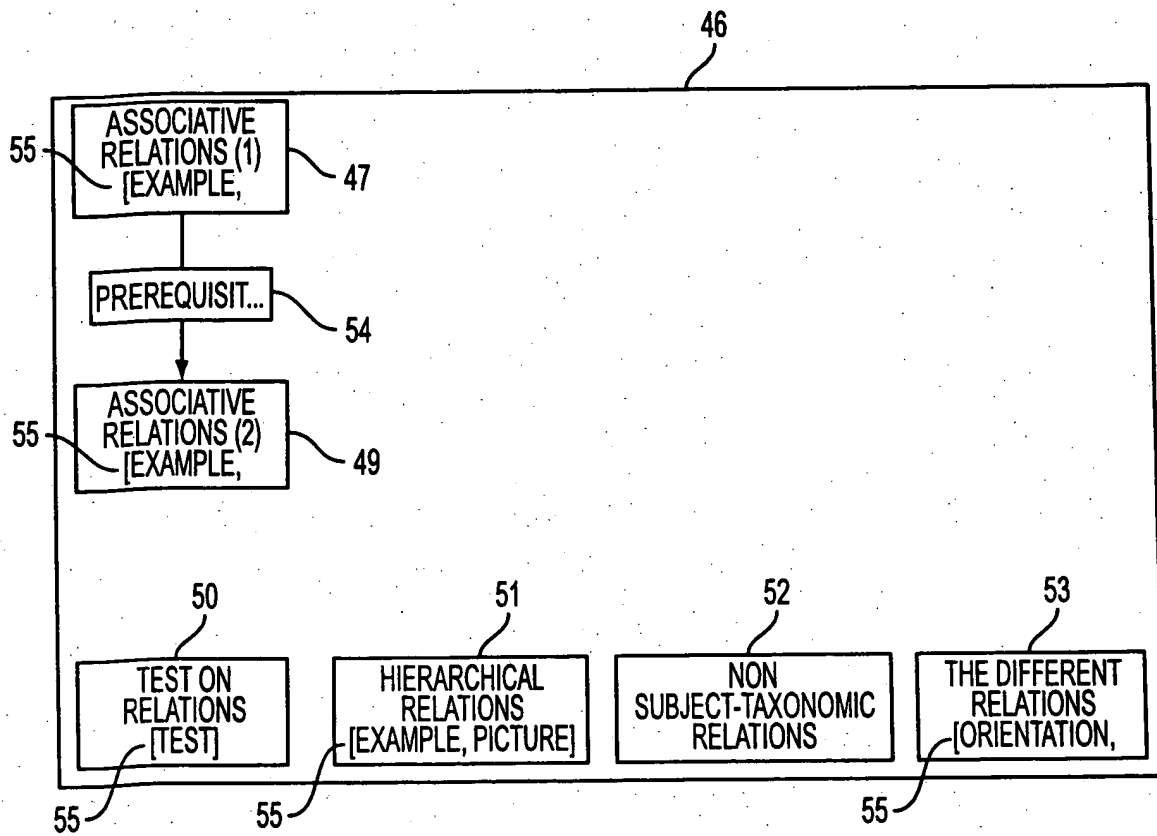 46
ASSOCIATIVE
RELATIONS (1)
[EXAMPLE,
55
47
PREREQUISIT...
54
ASSOCIATIVE
RELATIONS (2)
[EXAMPLE,
55
49
50
51
52
53
TEST ON
RELATIONS
[TEST]
55
HIERARCHICAL
RELATIONS
[EXAMPLE, PICTURE]
55
NON
SUBJECT-TAXONOMIC
RELATIONS
THE DIFFERENT
RELATIONS
[ORIENTATION,
55